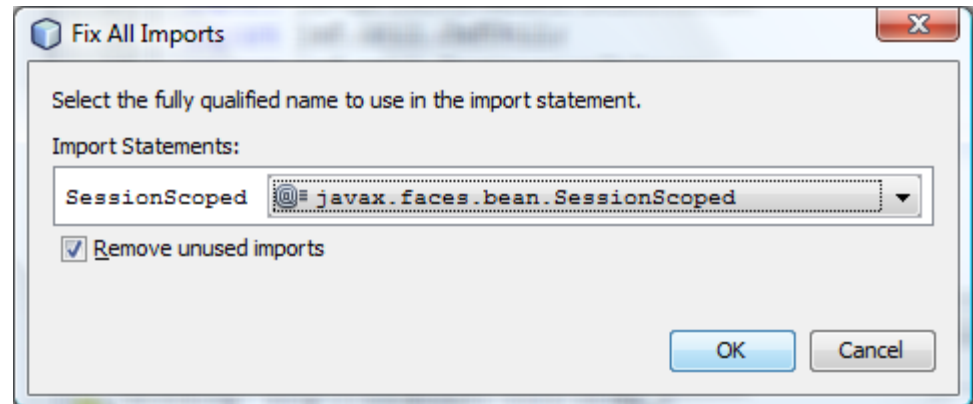 Fix All Imports
Select the fully qualified name to use in the import statement.
Import Statements:
SessionScoped javax.faces.bean.SessionScoped
Remove unused imports
OK Cancel